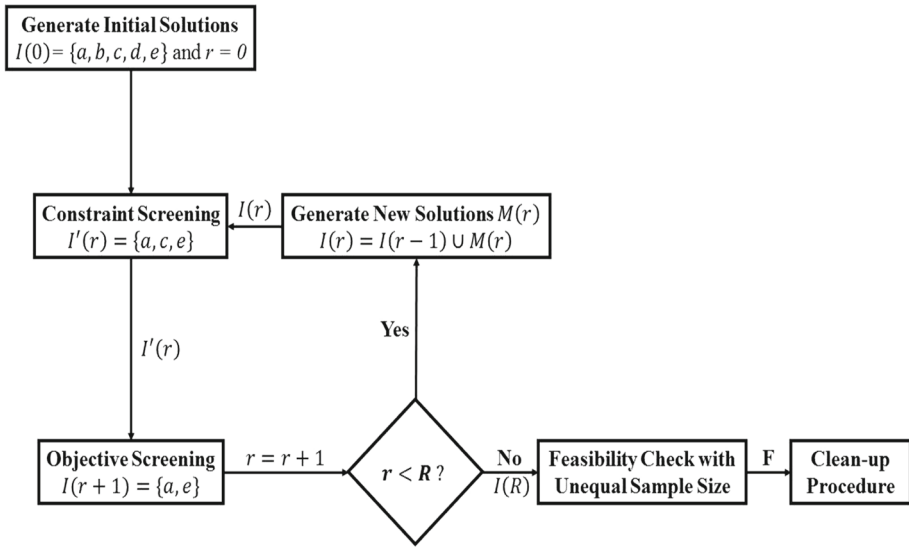 Generate Initial Solutions
I(0) = {a, b, c, d, e} and r = 0
Constraint Screening
I′(r) = {a, c, e}
I(r)
Generate New Solutions M(r)
I(r) = I(r − 1) ∪ M(r)
I′(r)
Yes
Objective Screening
I(r + 1) = {a, e}
r = r + 1
r < R ?
No
I(R)
Feasibility Check with
Unequal Sample Size
F
Clean-up
Procedure